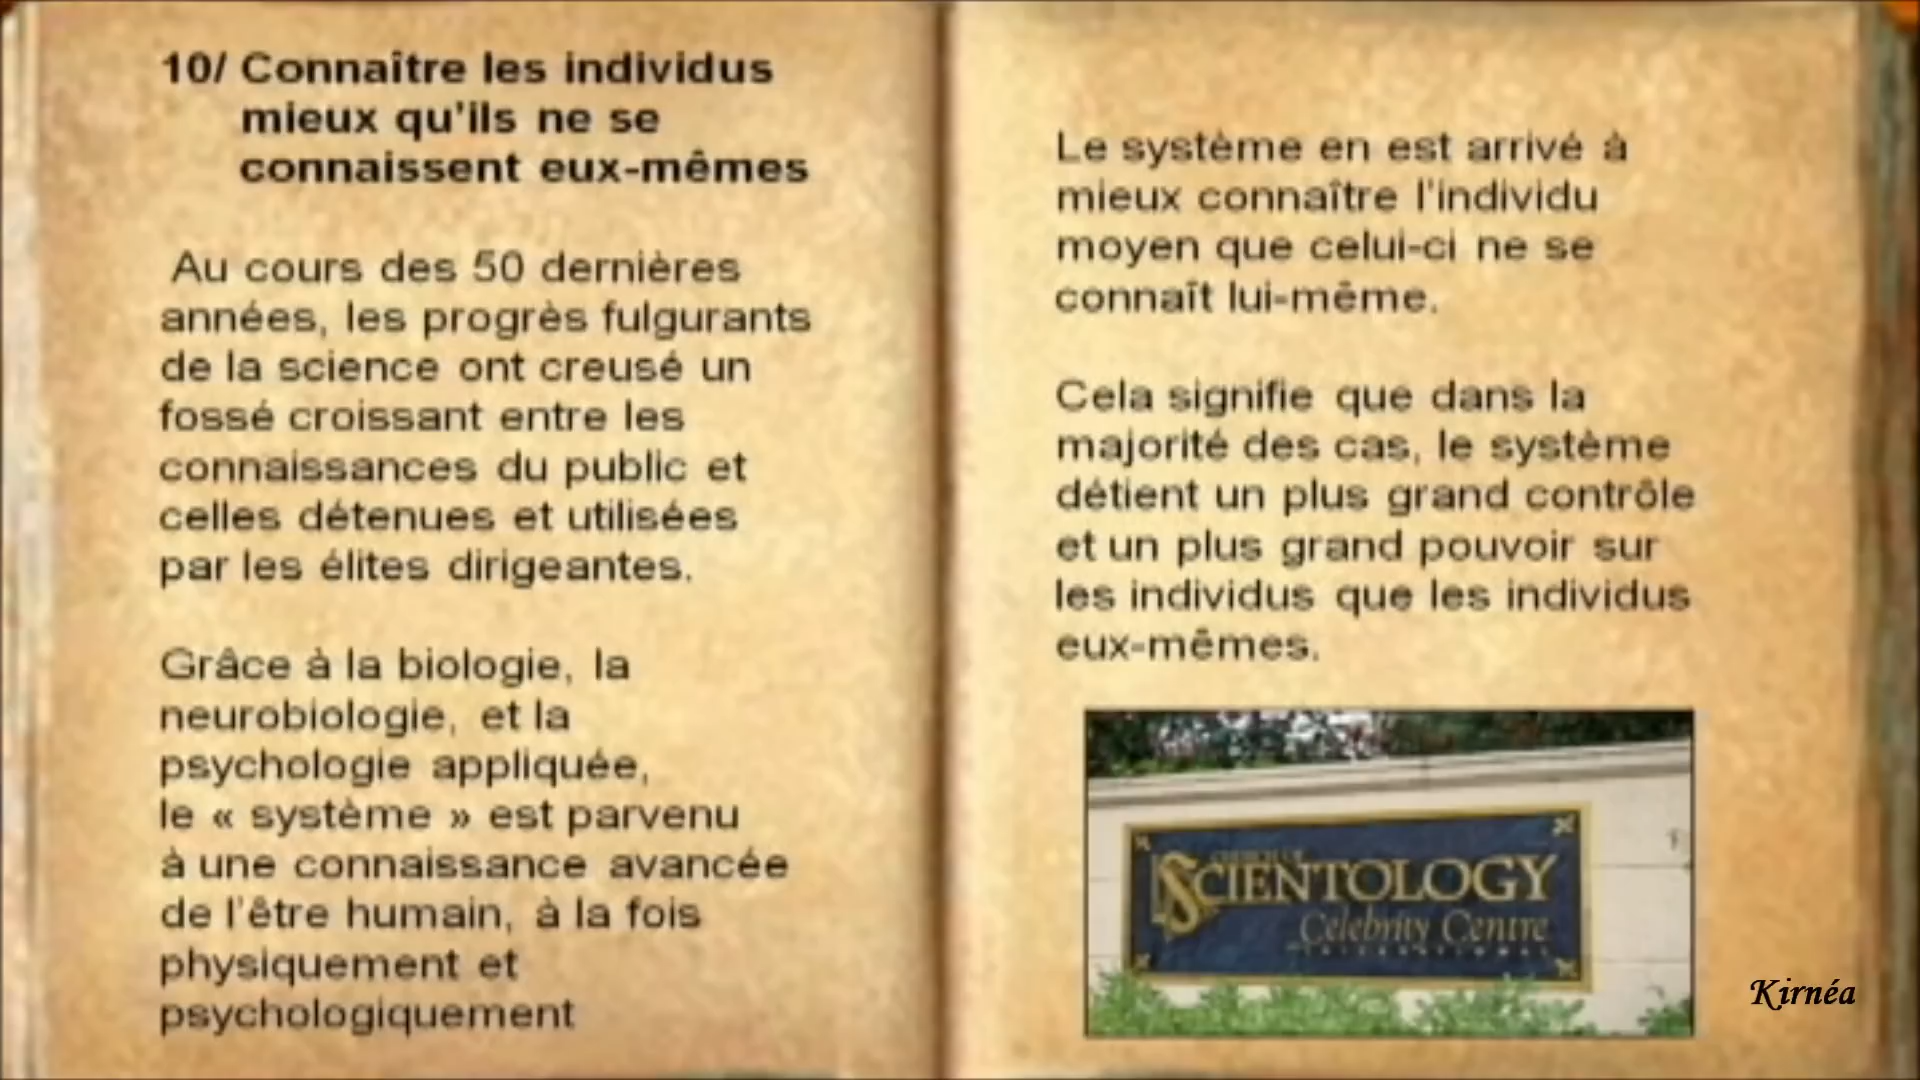 10/ Connaître les individus
mieux qu'ils ne se
connaissent eux-mêmes
Au cours des 50 dernières
années, les progrès fulgurants
de la science ont creusé un
fossé croissant entre les
connaissances du public et
celles détenues et utilisées
par les élites dirigeantes.
Grâce à la biologie, la
neurobiologie, et la
psychologie appliquée,
le « système » est parvenu
à une connaissance avancée
de l'être humain, à la fois
physiquement et
psychologiquement
Le système en est arrivé à
mieux connaître l'individu
moyen que celui-ci ne se
connaît lui-même.
Cela signifie que dans la
majorité des cas, le système
détient un plus grand contrôle
et un plus grand pouvoir sur
les individus que les individus
eux-mêmes.
SCIENTOLOGY
Celebrity Centre
INTERNATIONAL
Kirnéa